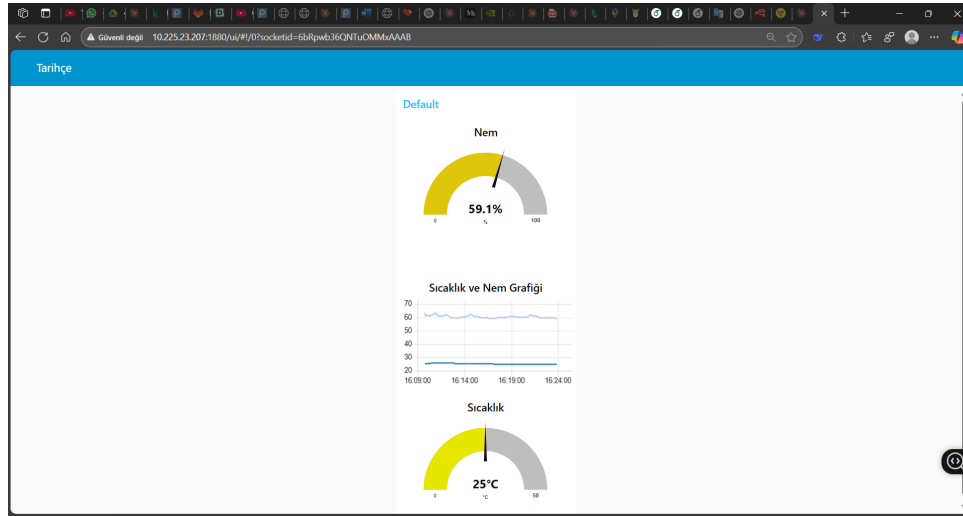 Güvenli değil 10.225.23.207:1880/ui/#!/0?socketid=6bRpwb36QNTuOMMxAAAB
Tarihçe
Default
Nem
59.1%
0 % 100
Sıcaklık ve Nem Grafiği
70
60
50
40
30
20
16:09:00 16:14:00 16:19:00 16:24:00
Sıcaklık
25°C
0 °C 50